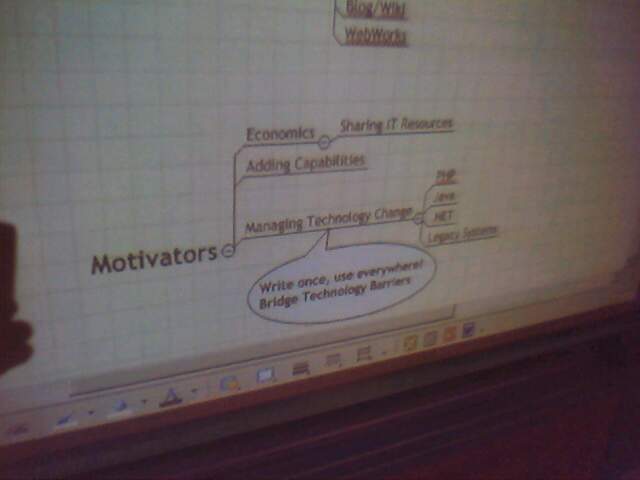 Blog/Wiki
WebWorks
Economics
Sharing IT Resources
Adding Capabilities
Managing Technology Change
PHP
Java
.NET
Legacy Systems
Motivators
Write once, use everywhere!
Bridge Technology Barriers